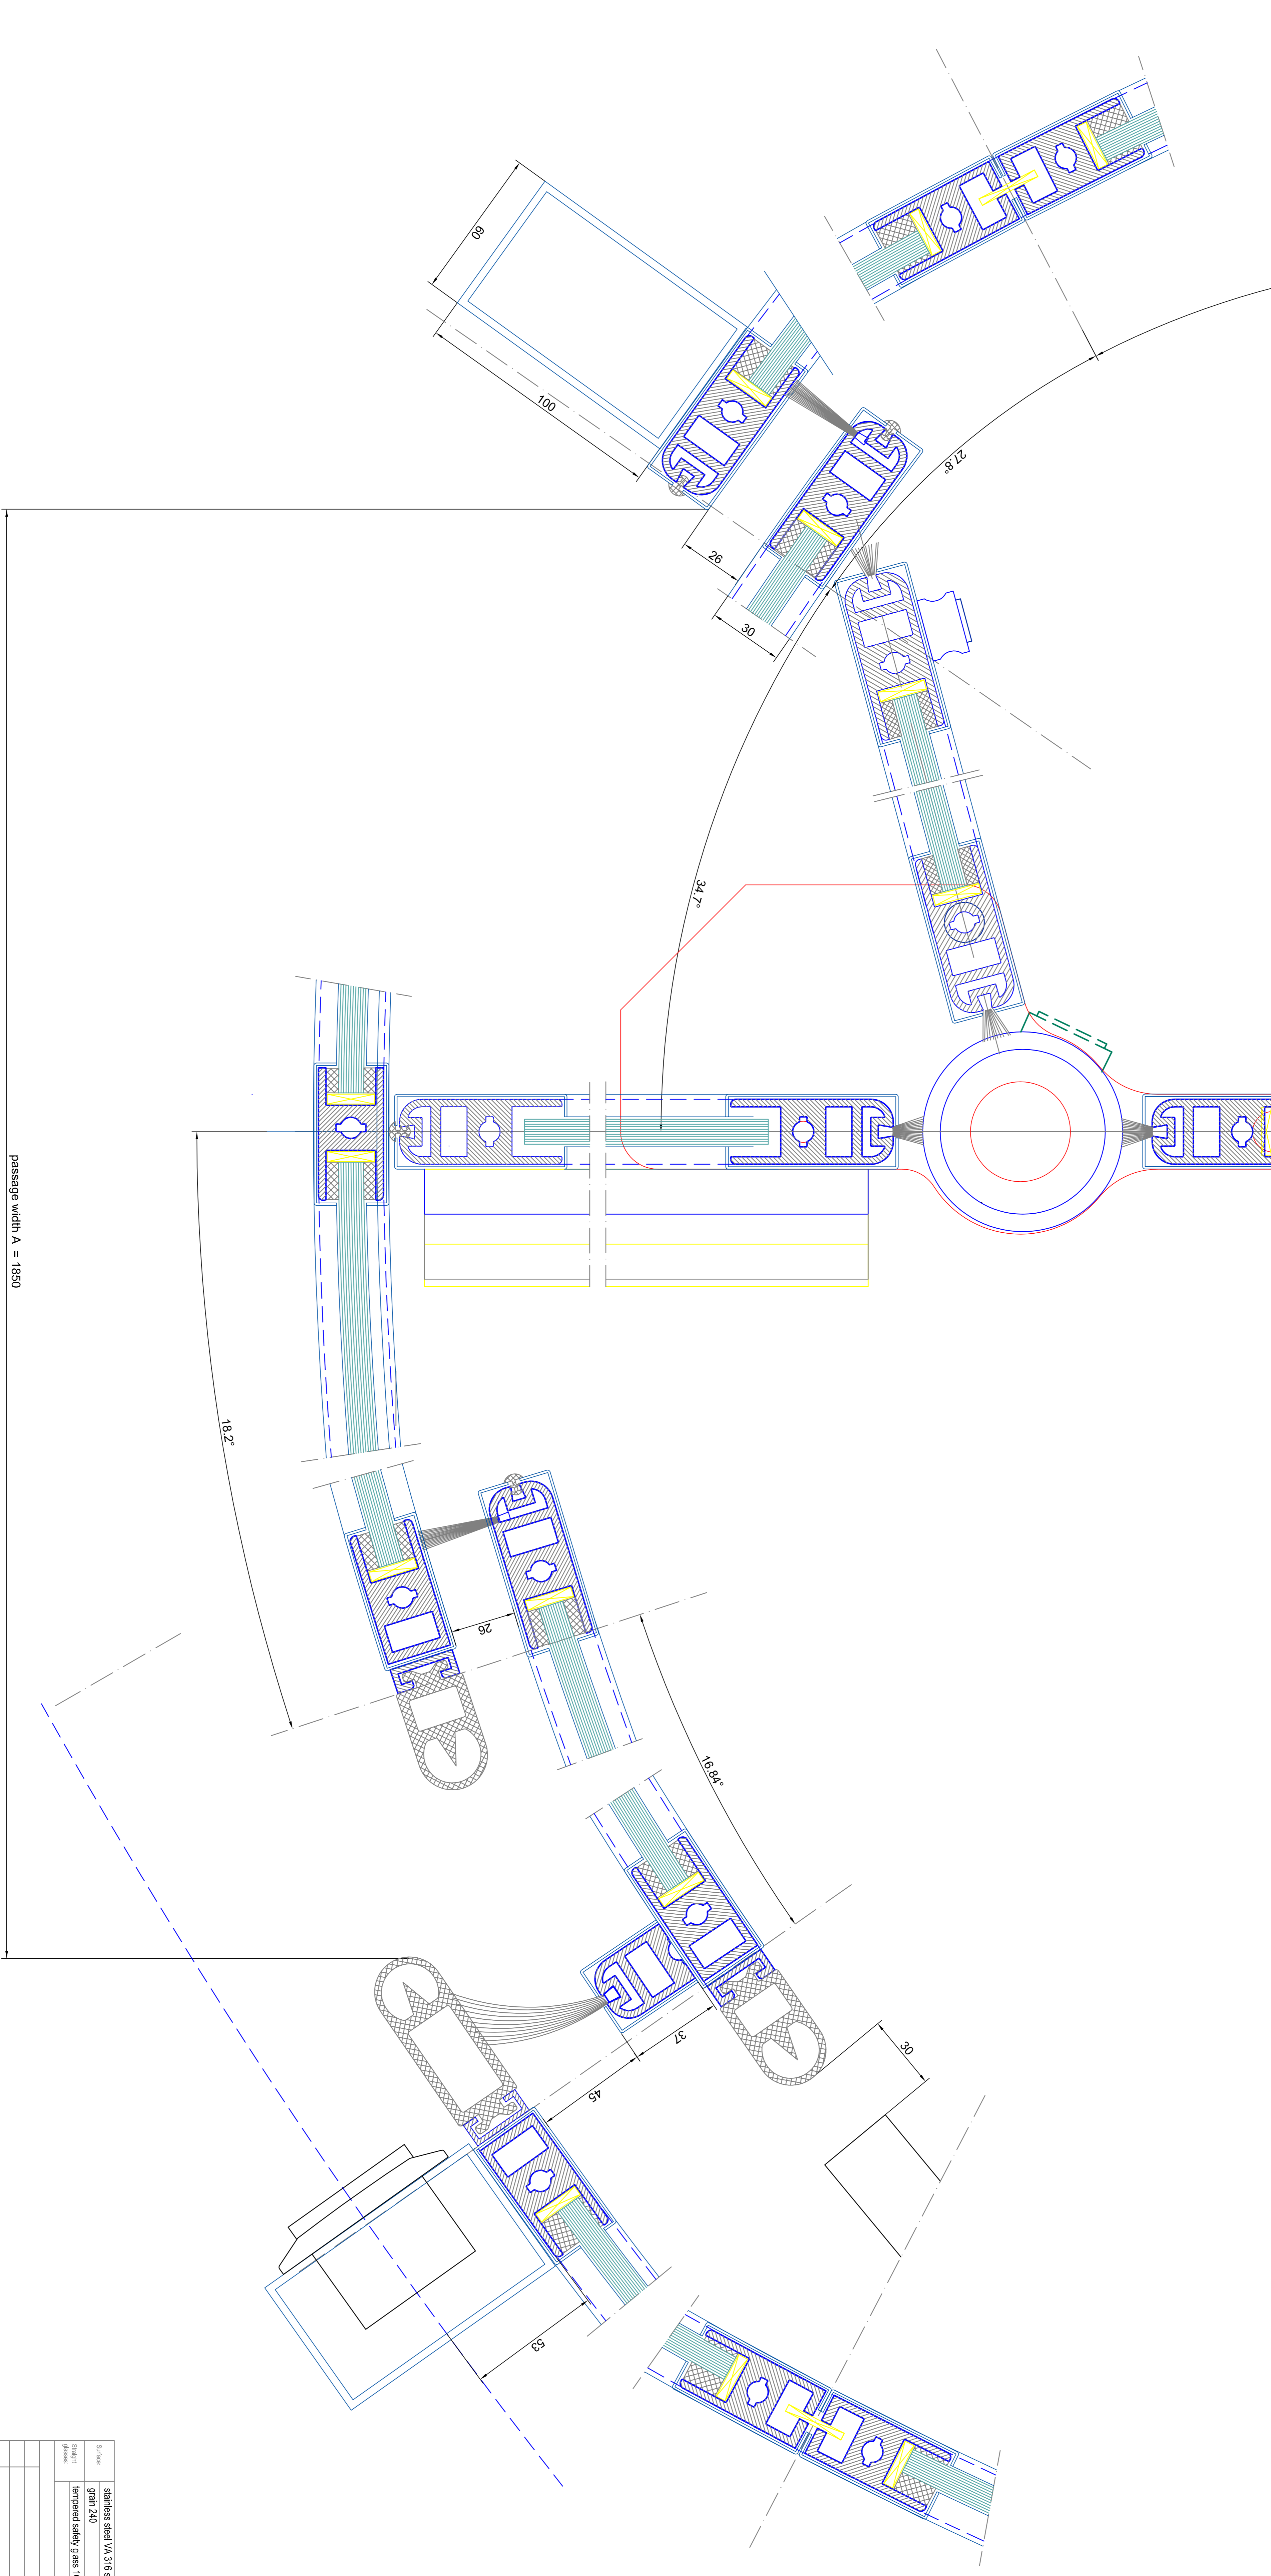 60
100
27.8°
26
30
34.7°
passage width A = 1850
18.2°
26
16.84°
37
45
30
53
Surface:
stainless steel VA 316
grain 240
Straight
glasses:
tempered safety glass